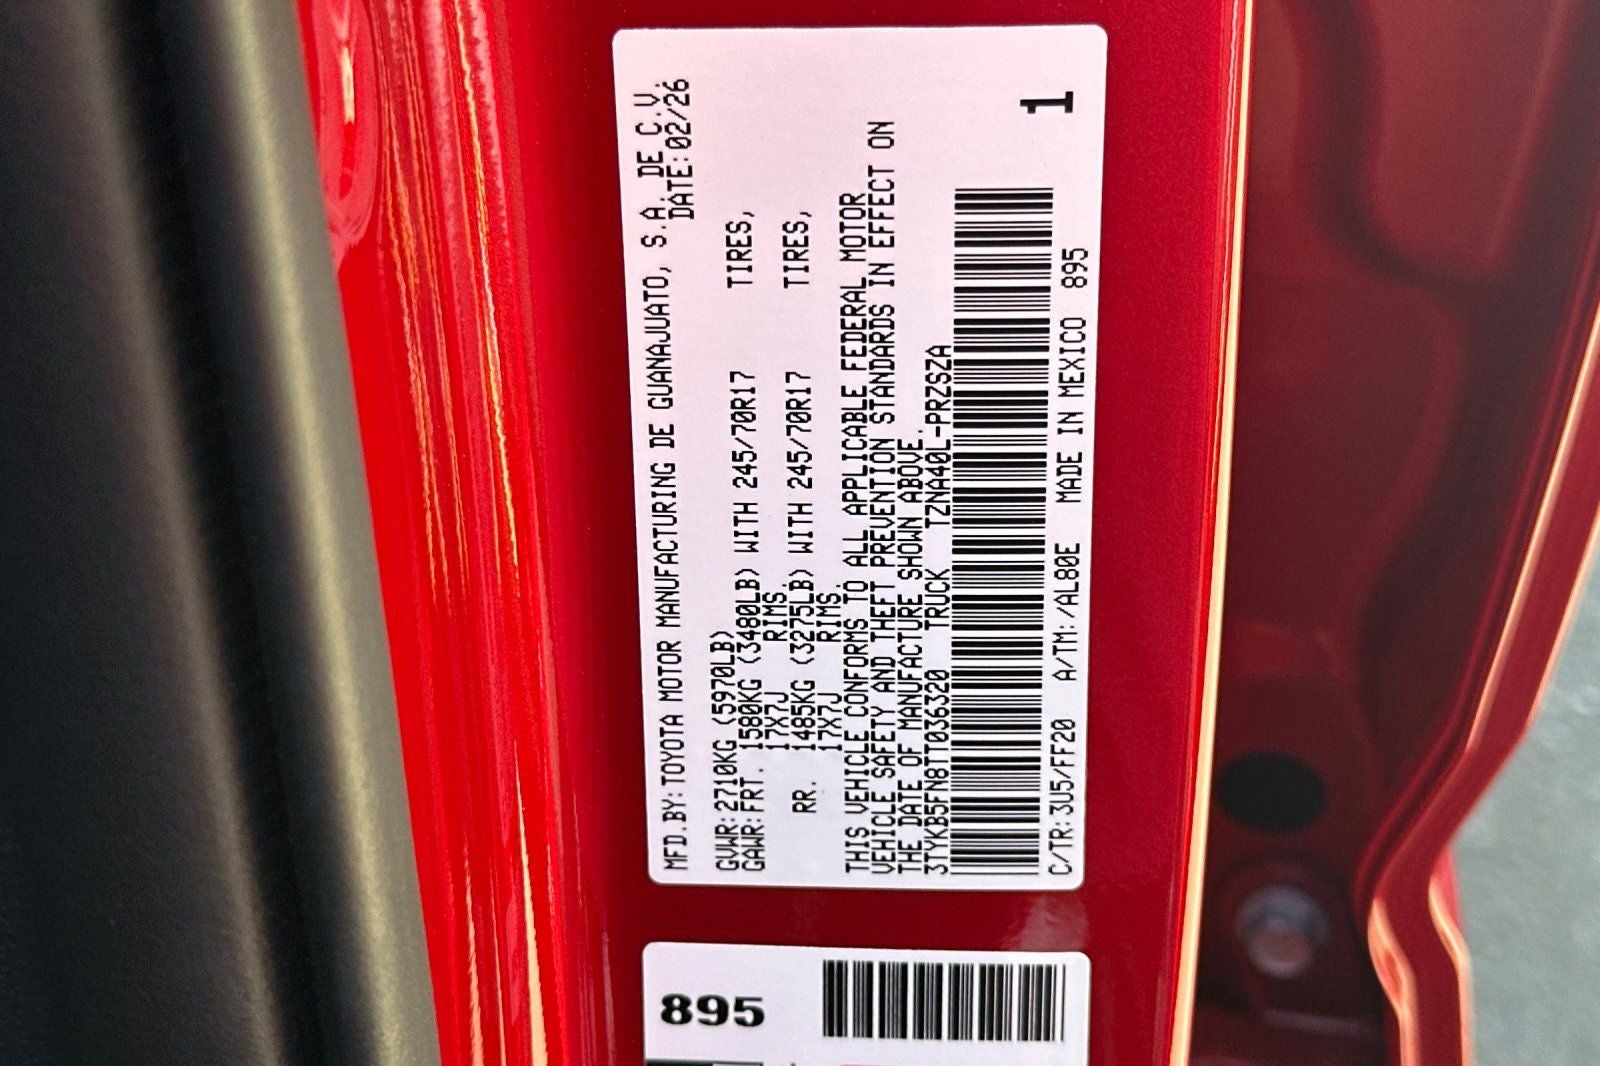 MFD.BY:TOYOTA MOTOR MANUFACTURING DE GUANAJUATO, S.A. DE C.V.
DATE:02/26
GVWR:2710KG (5970LB)
GAWR:FRT. 1580KG (3480LB) WITH 245/70R17 TIRES,
17X7J RIMS.
RR. 1485KG (3275LB) WITH 245/70R17 TIRES,
17X7J RIMS.
THIS VEHICLE CONFORMS TO ALL APPLICABLE FEDERAL MOTOR
VEHICLE SAFETY AND THEFT PREVENTION STANDARDS IN EFFECT ON
THE DATE OF MANUFACTURE SHOWN ABOVE.
3TYKB5FN8TT036320 TRUCK TZNA40L-PRZSZA
1
C/TR:3U5/FF20 A/TM:/AL80E MADE IN MEXICO 895
895